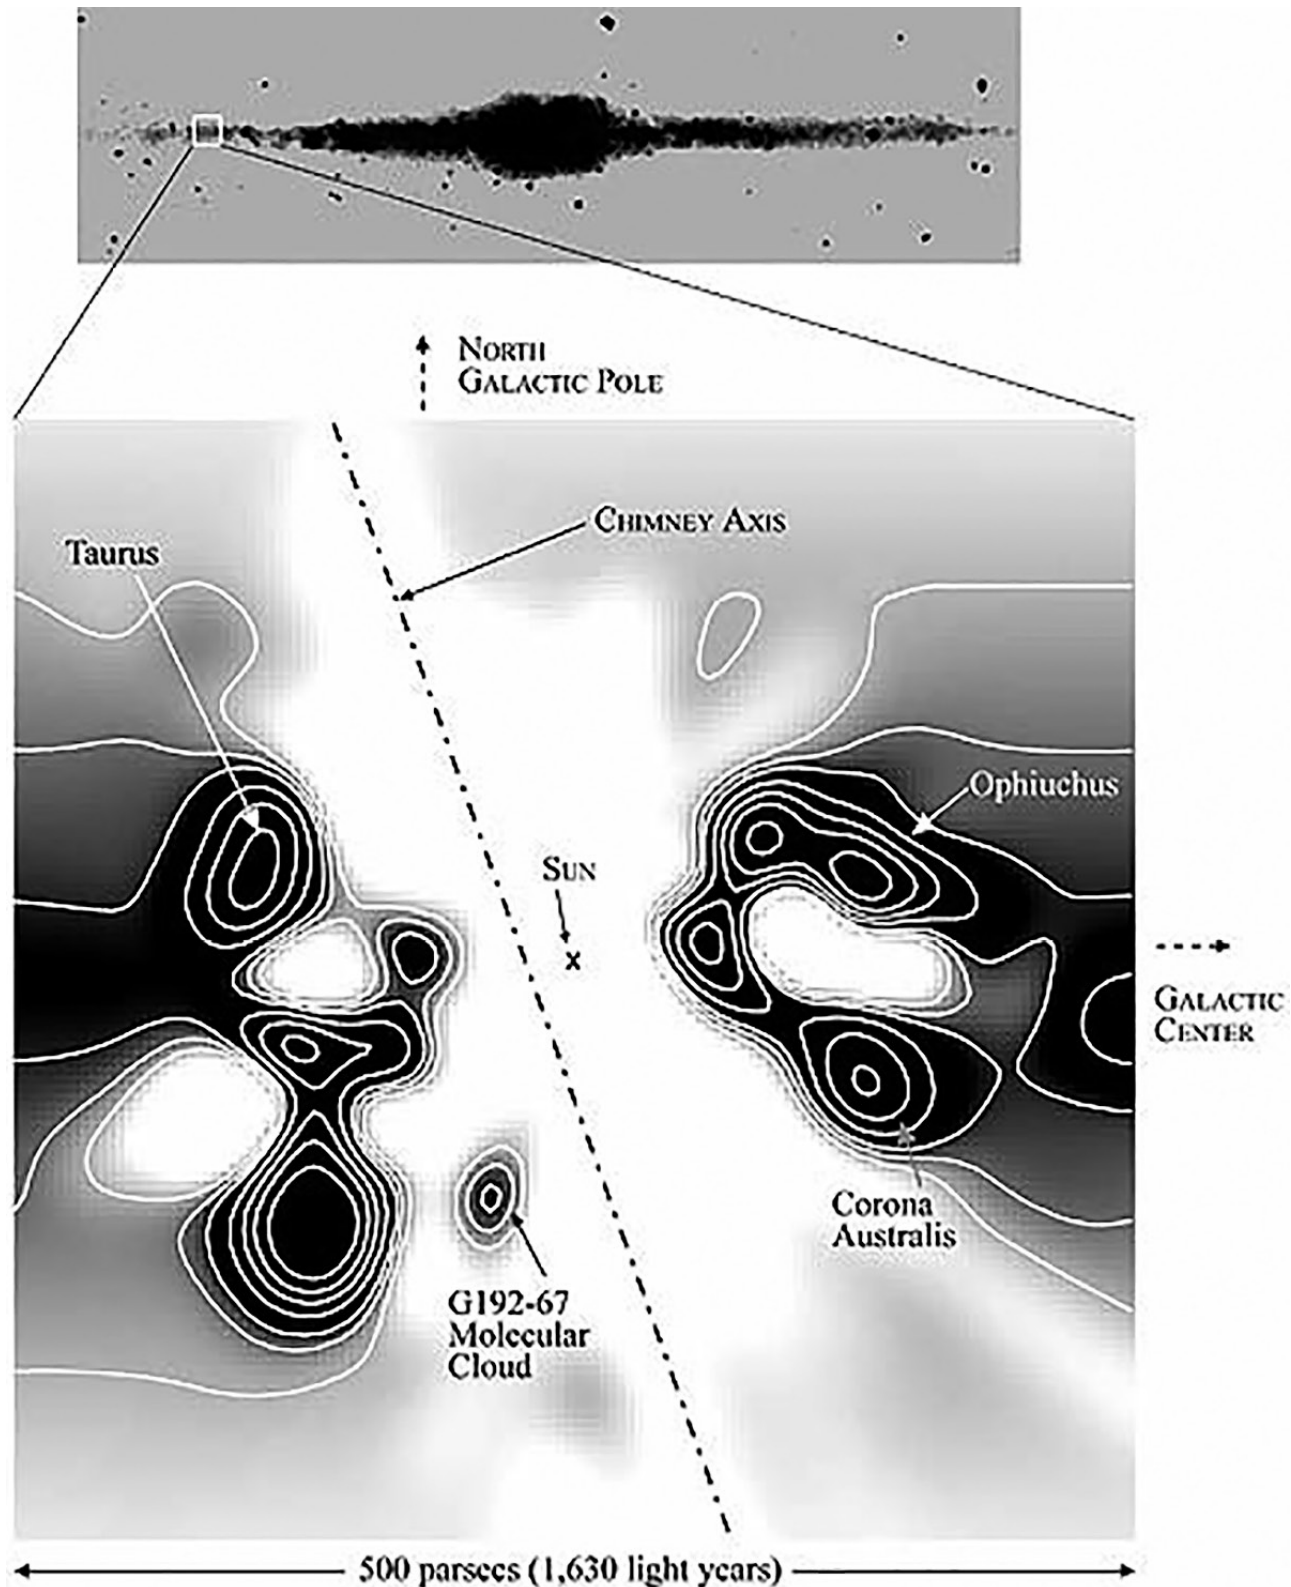 NORTH
GALACTIC POLE
CHIMNEY AXIS
Taurus
Ophiuchus
SUN
x
GALACTIC
CENTER
Corona
Australis
G192-67
Molecular
Cloud
500 parsecs (1,630 light years)